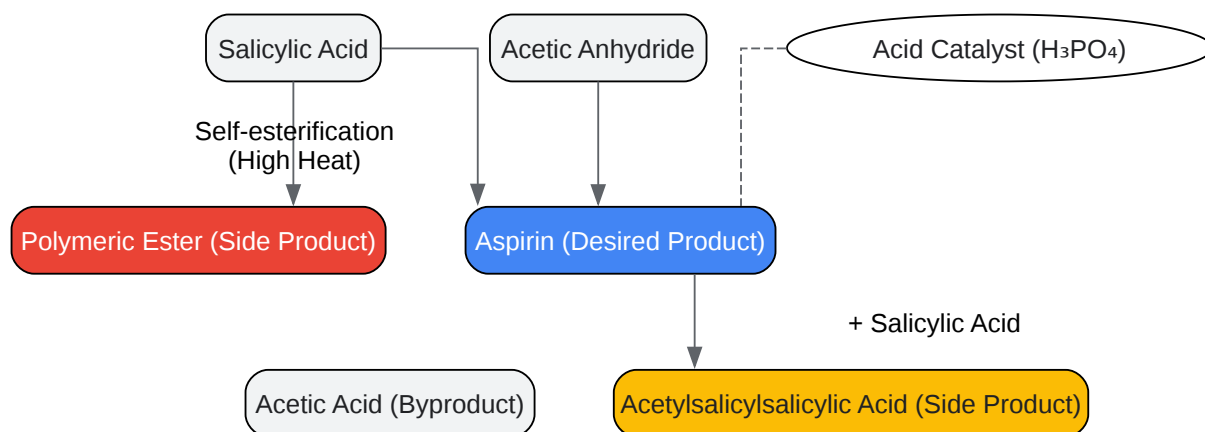 Salicylic Acid
Acetic Anhydride
Acid Catalyst (H₃PO₄)
Self-esterification
(High Heat)
Polymeric Ester (Side Product)
Aspirin (Desired Product)
+ Salicylic Acid
Acetic Acid (Byproduct)
Acetylsalicylsalicylic Acid (Side Product)